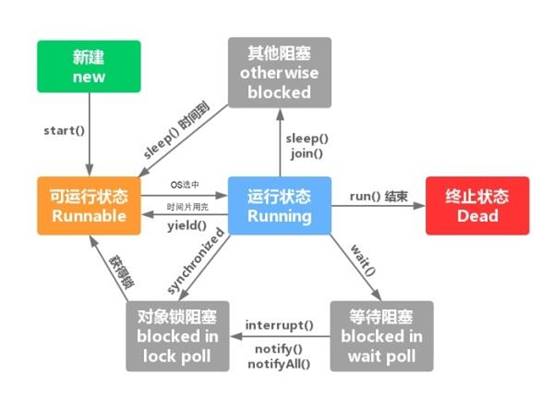 新建
new
其他阻塞
otherwise
blocked
start()
sleep() 时间到
sleep()
join()
可运行状态
Runnable
OS选中
时间片用完
yield()
运行状态
Running
run() 结束
终止状态
Dead
获得锁
synchronized
wait()
对象锁阻塞
blocked in
lock poll
interrupt()
notify()
notifyAll()
等待阻塞
blocked in
wait poll